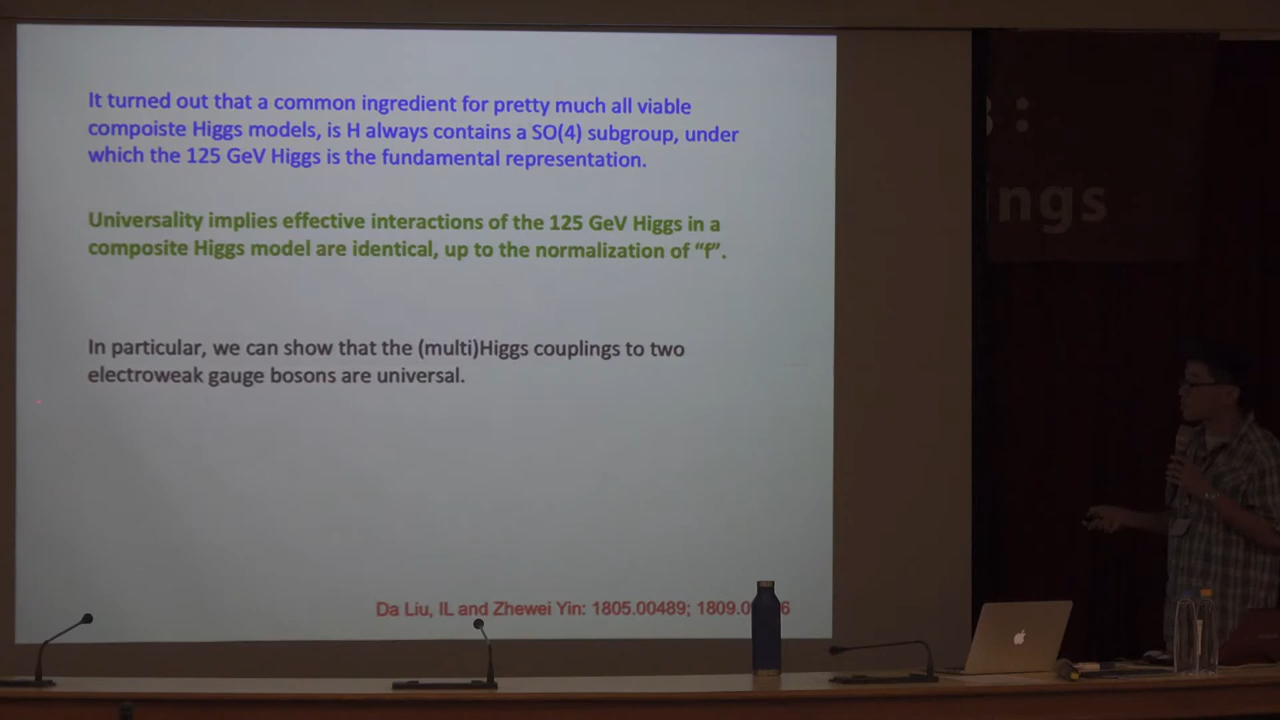 It turned out that a common ingredient for pretty much all viable
compoiste Higgs models, is H always contains a SO(4) subgroup, under
which the 125 GeV Higgs is the fundamental representation.
Universality implies effective interactions of the 125 GeV Higgs in a
composite Higgs model are identical, up to the normalization of “f”.
In particular, we can show that the (multi)Higgs couplings to two
electroweak gauge bosons are universal.
Da Liu, IL and Zhewei Yin: 1805.00489;